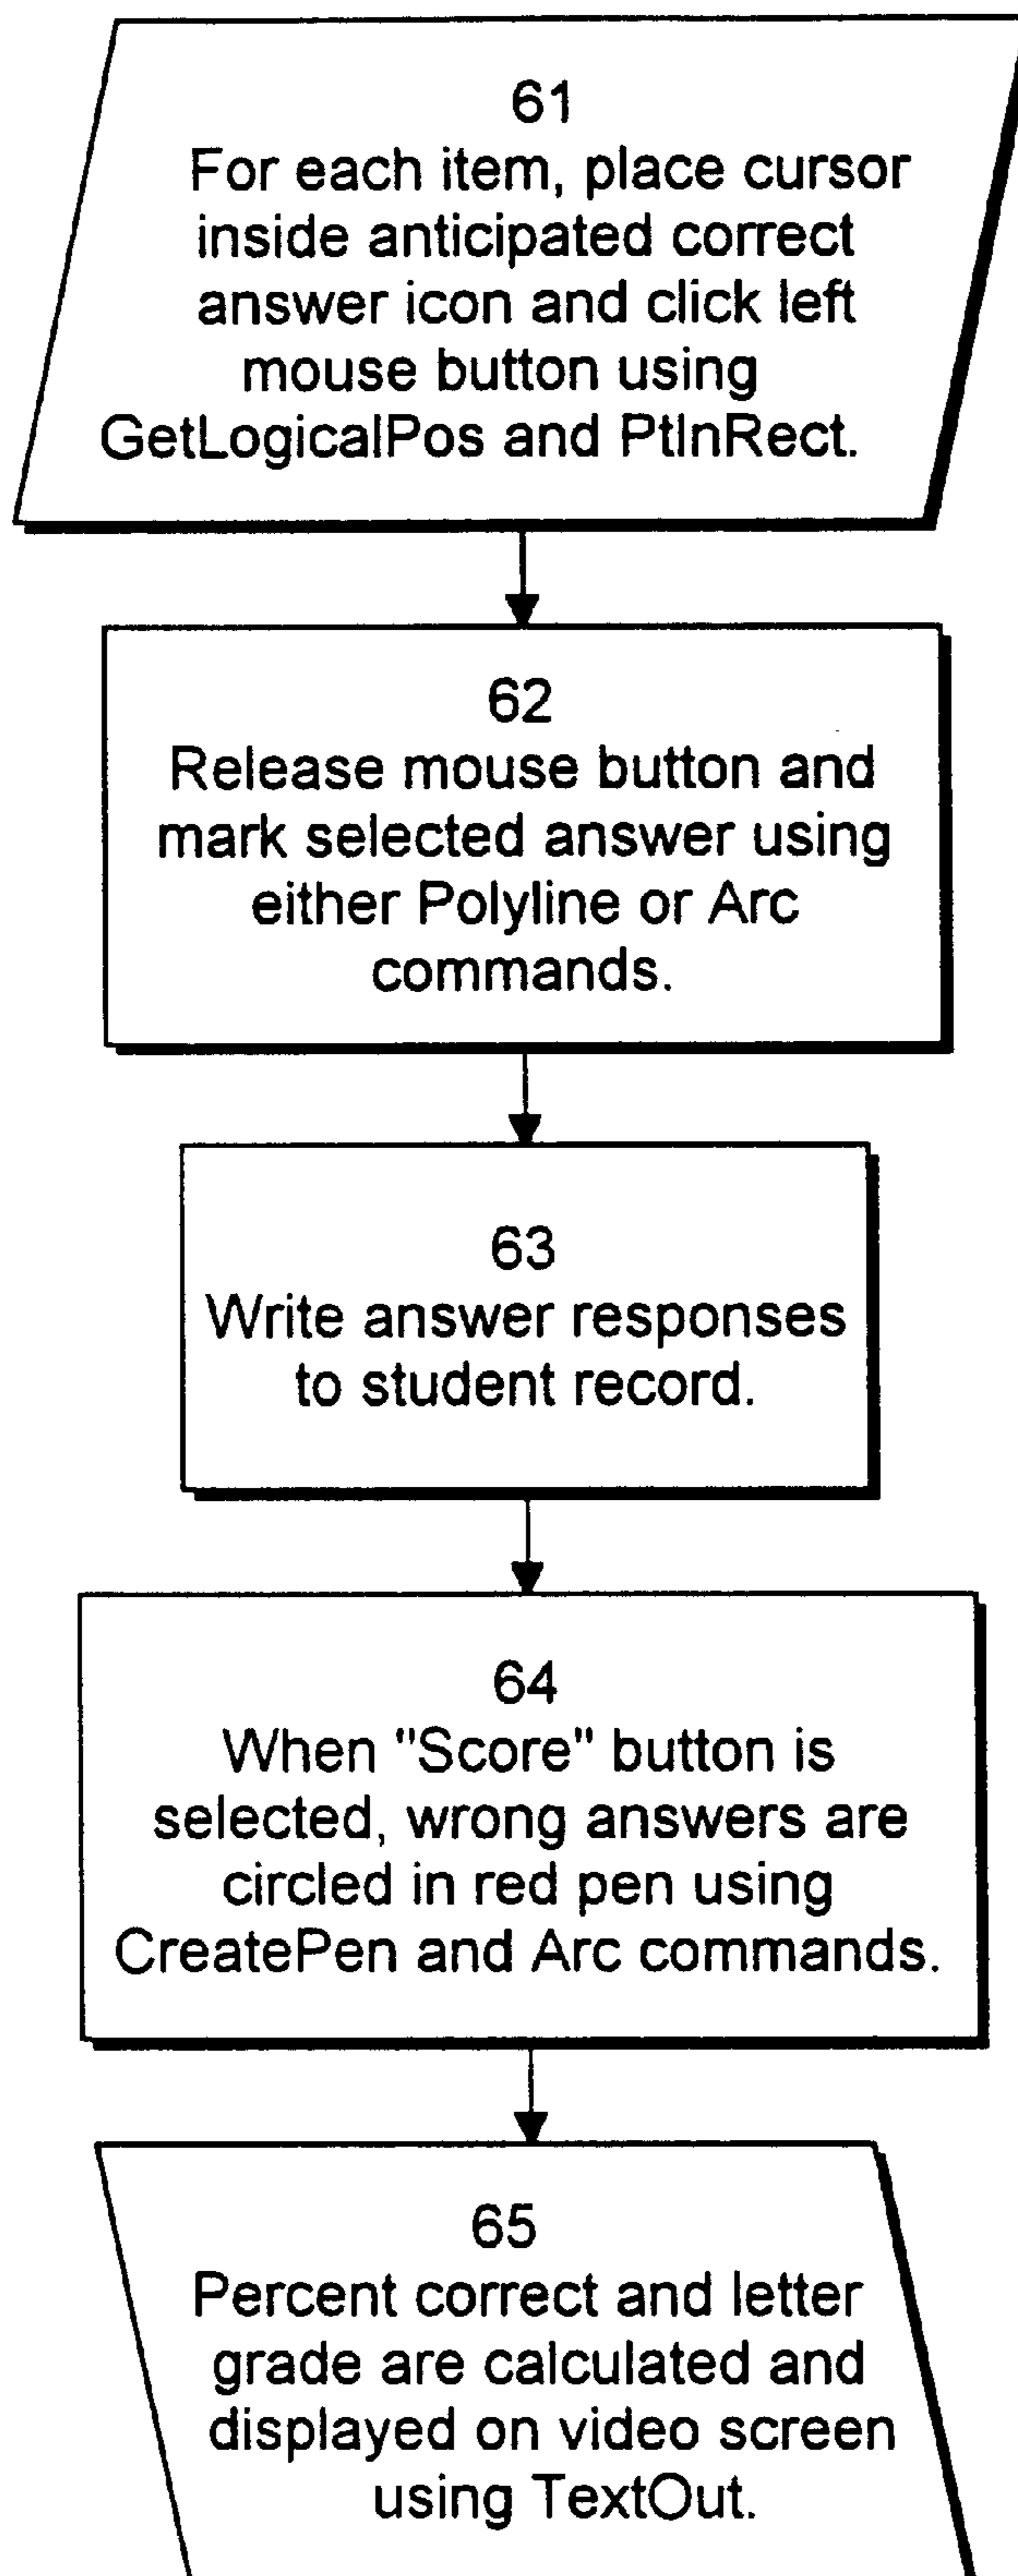 61
For each item, place cursor
inside anticipated correct
answer icon and click left
mouse button using
GetLogicalPos and PtInRect.
62
Release mouse button and
mark selected answer using
either Polyline or Arc
commands.
63
Write answer responses
to student record.
64
When "Score" button is
selected, wrong answers are
circled in red pen using
CreatePen and Arc commands.
65
Percent correct and letter
grade are calculated and
displayed on video screen
using TextOut.